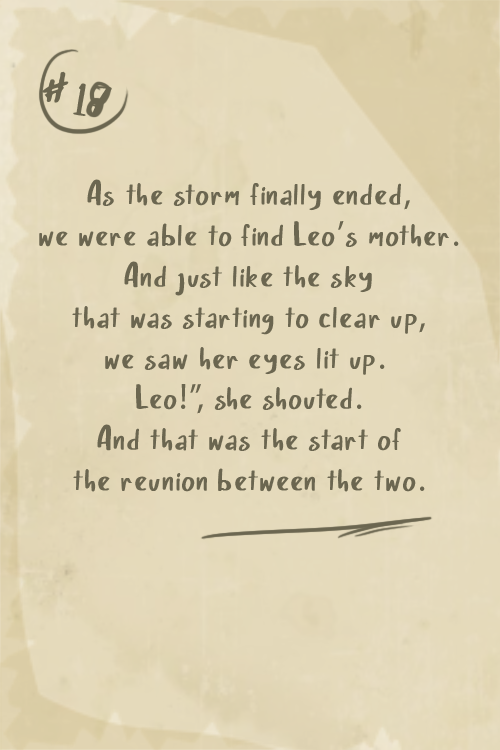 #18
As the storm finally ended,
we were able to find Leo's mother.
And just like the sky
that was starting to clear up,
we saw her eyes lit up.
Leo!”, she shouted.
And that was the start of
the reunion between the two.